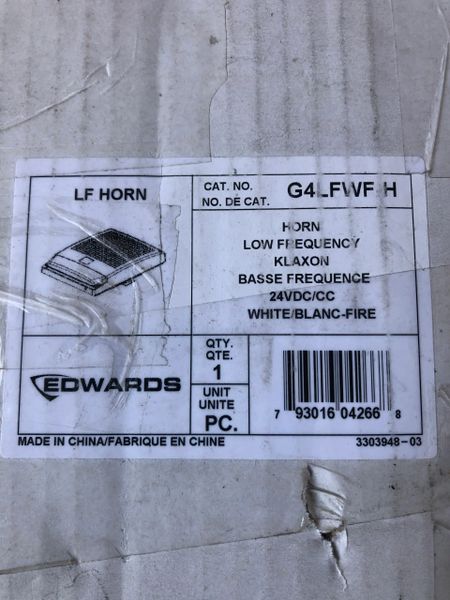 LF HORN
CAT. NO. G4LFWF-H
NO. DE CAT.
HORN
LOW FREQUENCY
KLAXON
BASSE FREQUENCE
24VDC/CC
WHITE/BLANC-FIRE
EDWARDS
QTY.
QTE.
1
UNIT
UNITE
PC.
7 93016 04266 8
MADE IN CHINA/FABRIQUE EN CHINE
3303948-03